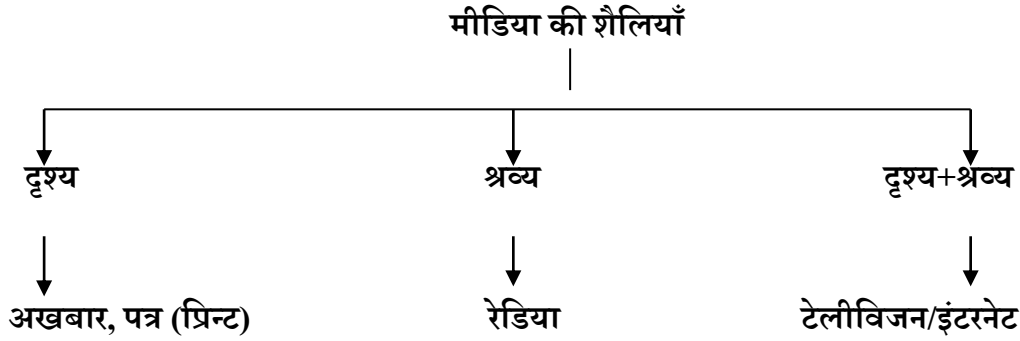 मीडिया की शैलियाँ
दृश्य श्रव्य दृश्य+श्रव्य
अखबार, पत्र (प्रिन्ट) रेडिया टेलीविजन/इंटरनेट